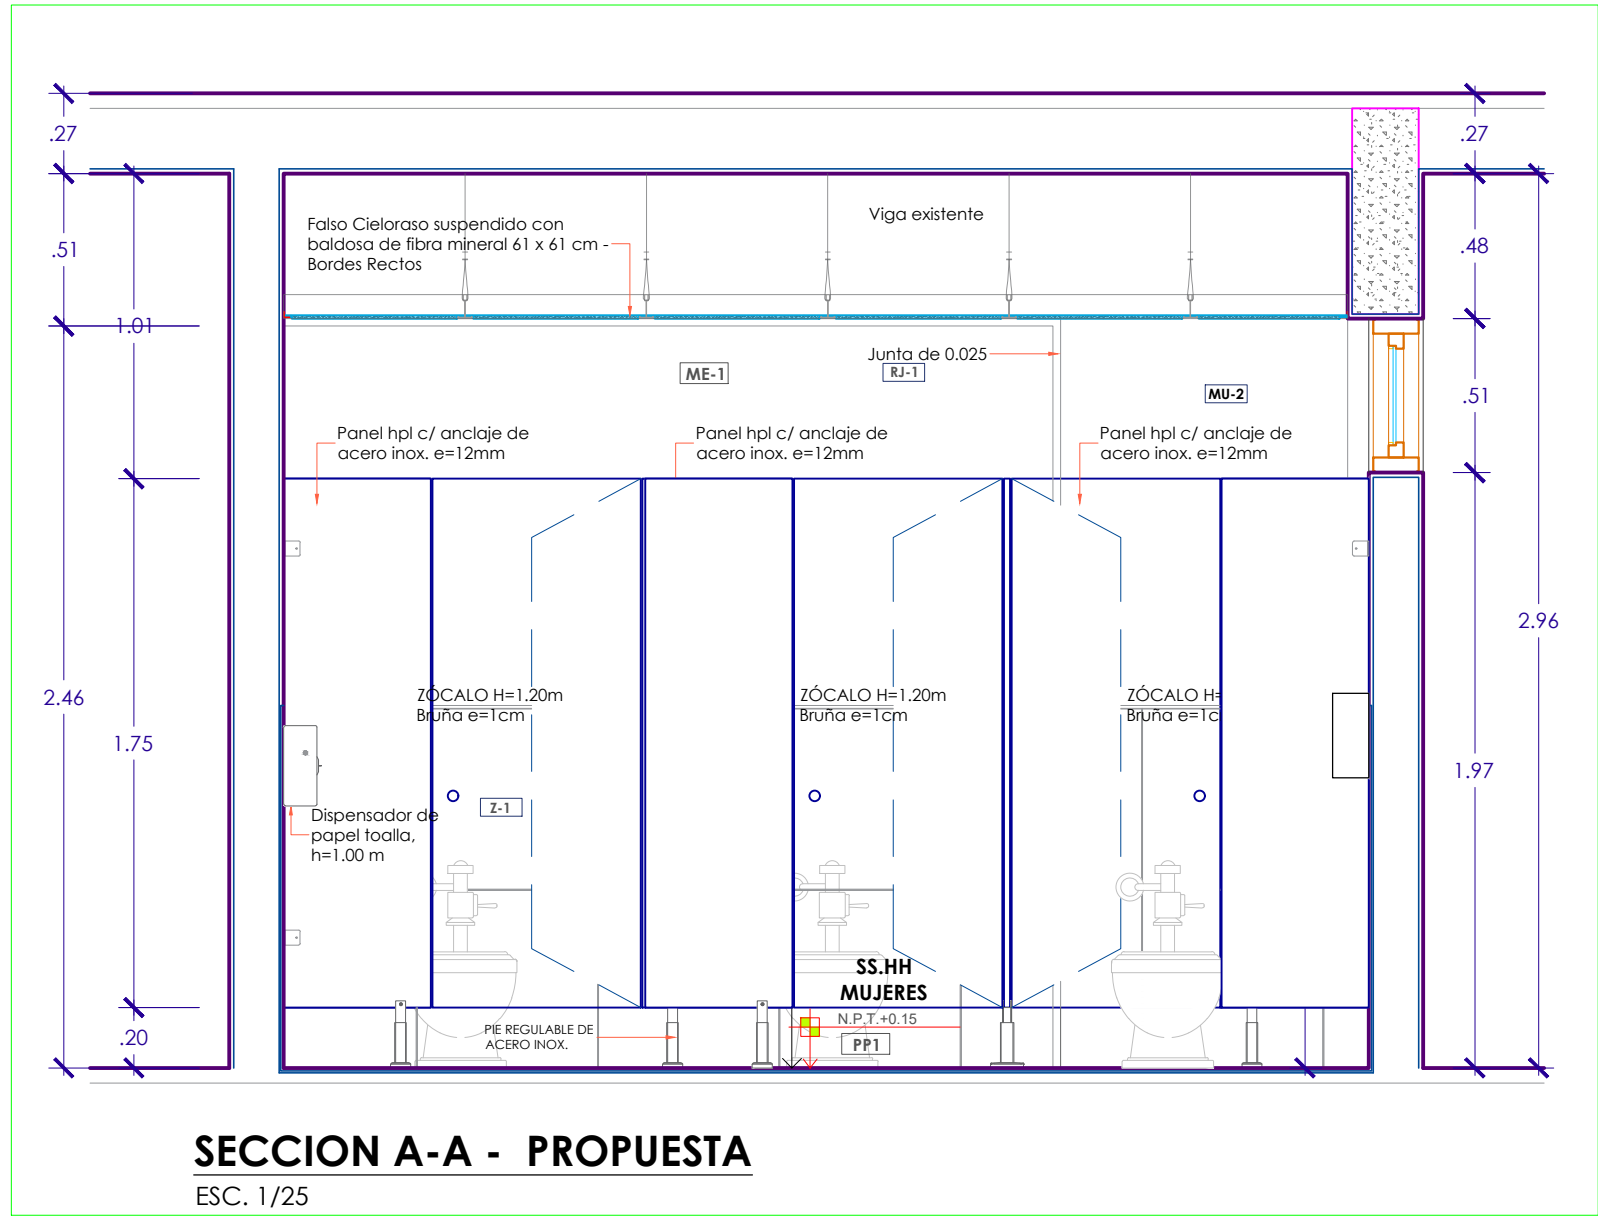 .27
.27
Falso Cieloraso suspendido con
baldosa de fibra mineral 61 x 61 cm -
Bordes Rectos
Viga existente
.51
.48
1.01
Junta de 0.025
ME-1
RJ-1
MU-2
.51
Panel hpl c/ anclaje de
acero inox. e=12mm
Panel hpl c/ anclaje de
acero inox. e=12mm
Panel hpl c/ anclaje de
acero inox. e=12mm
2.96
2.46
ZÓCALO H=1.20m
Bruña e=1cm
ZÓCALO H=1.20m
Bruña e=1cm
ZÓCALO H=
Bruña e=1c
1.75
1.97
Z-1
Dispensador de
papel toalla,
h=1.00 m
SS.HH
MUJERES
N.P.T.+0.15
PP1
PIE REGULABLE DE
ACERO INOX.
.20
SECCION A-A - PROPUESTA
ESC. 1/25